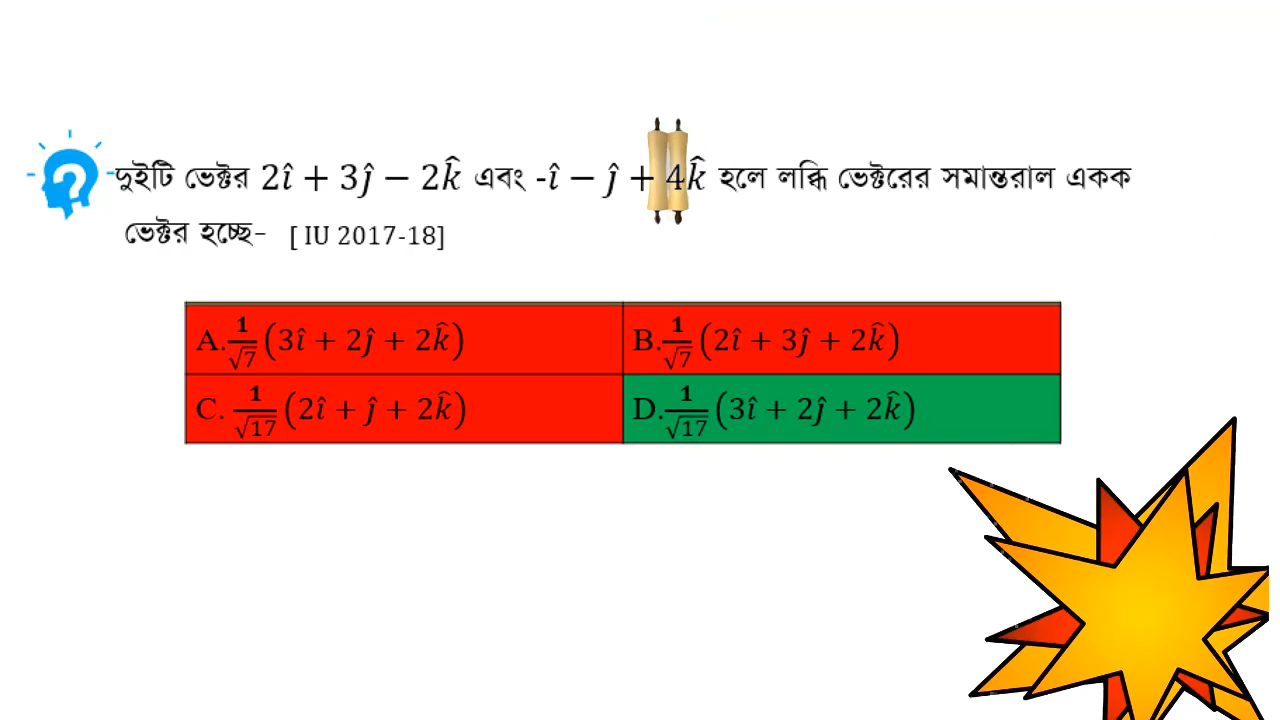 দুইটি ভেক্টর 2î + 3ĵ − 2k̂ এবং -î − ĵ + 4k̂ হলে লব্ধি ভেক্টরের সমান্তরাল একক
ভেক্টর হচ্ছে- [ IU 2017-18]
A. 1/√7 (3î + 2ĵ + 2k̂)
B. 1/√7 (2î + 3ĵ + 2k̂)
C. 1/√17 (2î + ĵ + 2k̂)
D. 1/√17 (3î + 2ĵ + 2k̂)